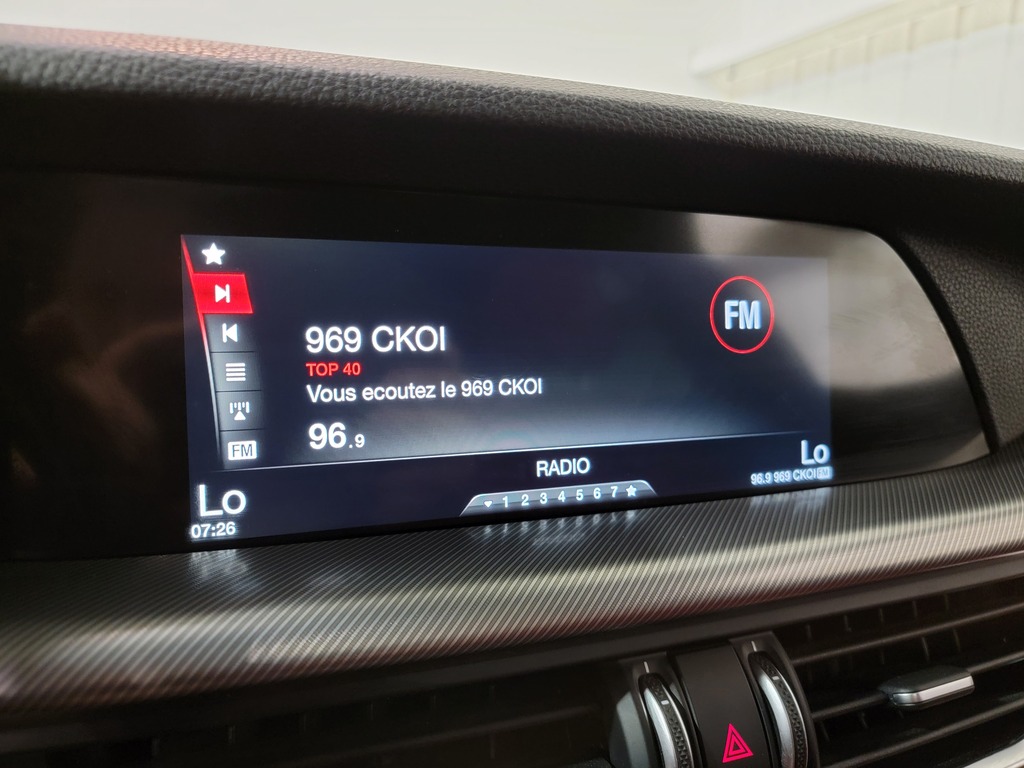 969 CKOI
FM
TOP 40
Vous ecoutez le 969 CKOI
96.9
FM
RADIO
Lo
96.9 969 CKOI FM
1 2 3 4 5 6 7
Lo
07:26